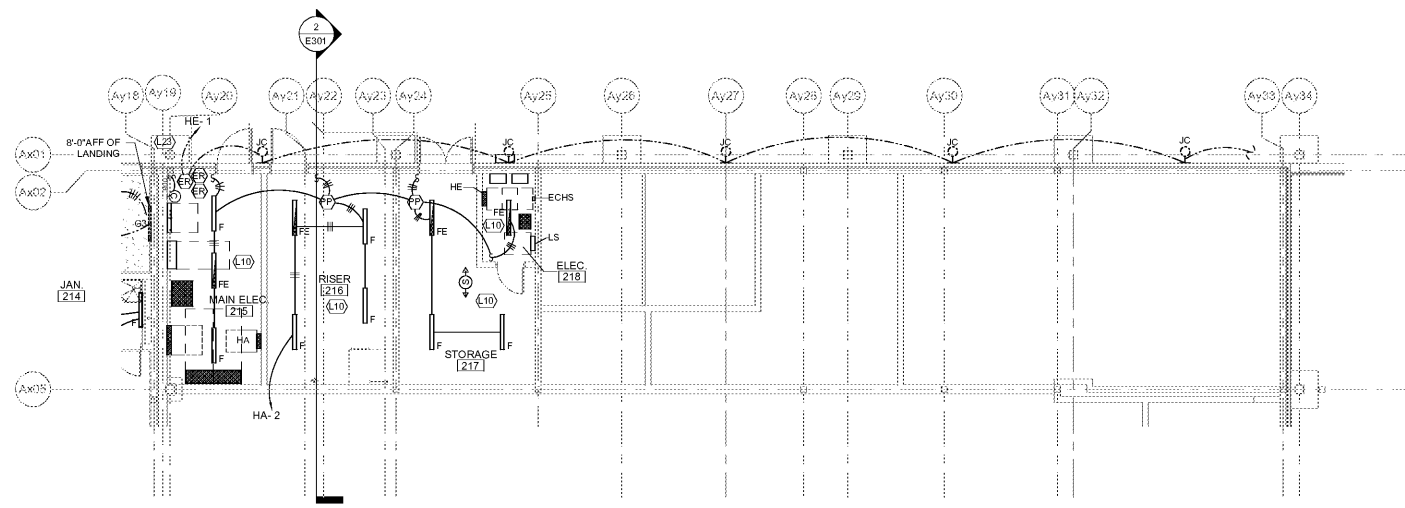 2
E301
Ay18
Ay19
Ay20
Ay21
Ay22
Ay23
Ay24
Ay25
Ay26
Ay27
Ay28
Ay29
Ay30
Ay31
Ay32
Ay33
Ay34
HE- 1
8'-0"AFF OF
LANDING
L23
JC
JC
JC
JC
JC
Ax01
Ax02
ER
ER
ER
HE
ECHS
PP
PP
G3
F
FE
F
FE
FE
L10
LS
L10
ELEC
218
JAN.
214
FE
RISER
216
S
MAIN ELEC.
215
L10
L10
F
F
HA
F
F
F
F
F
STORAGE
217
Ax05
HA- 2